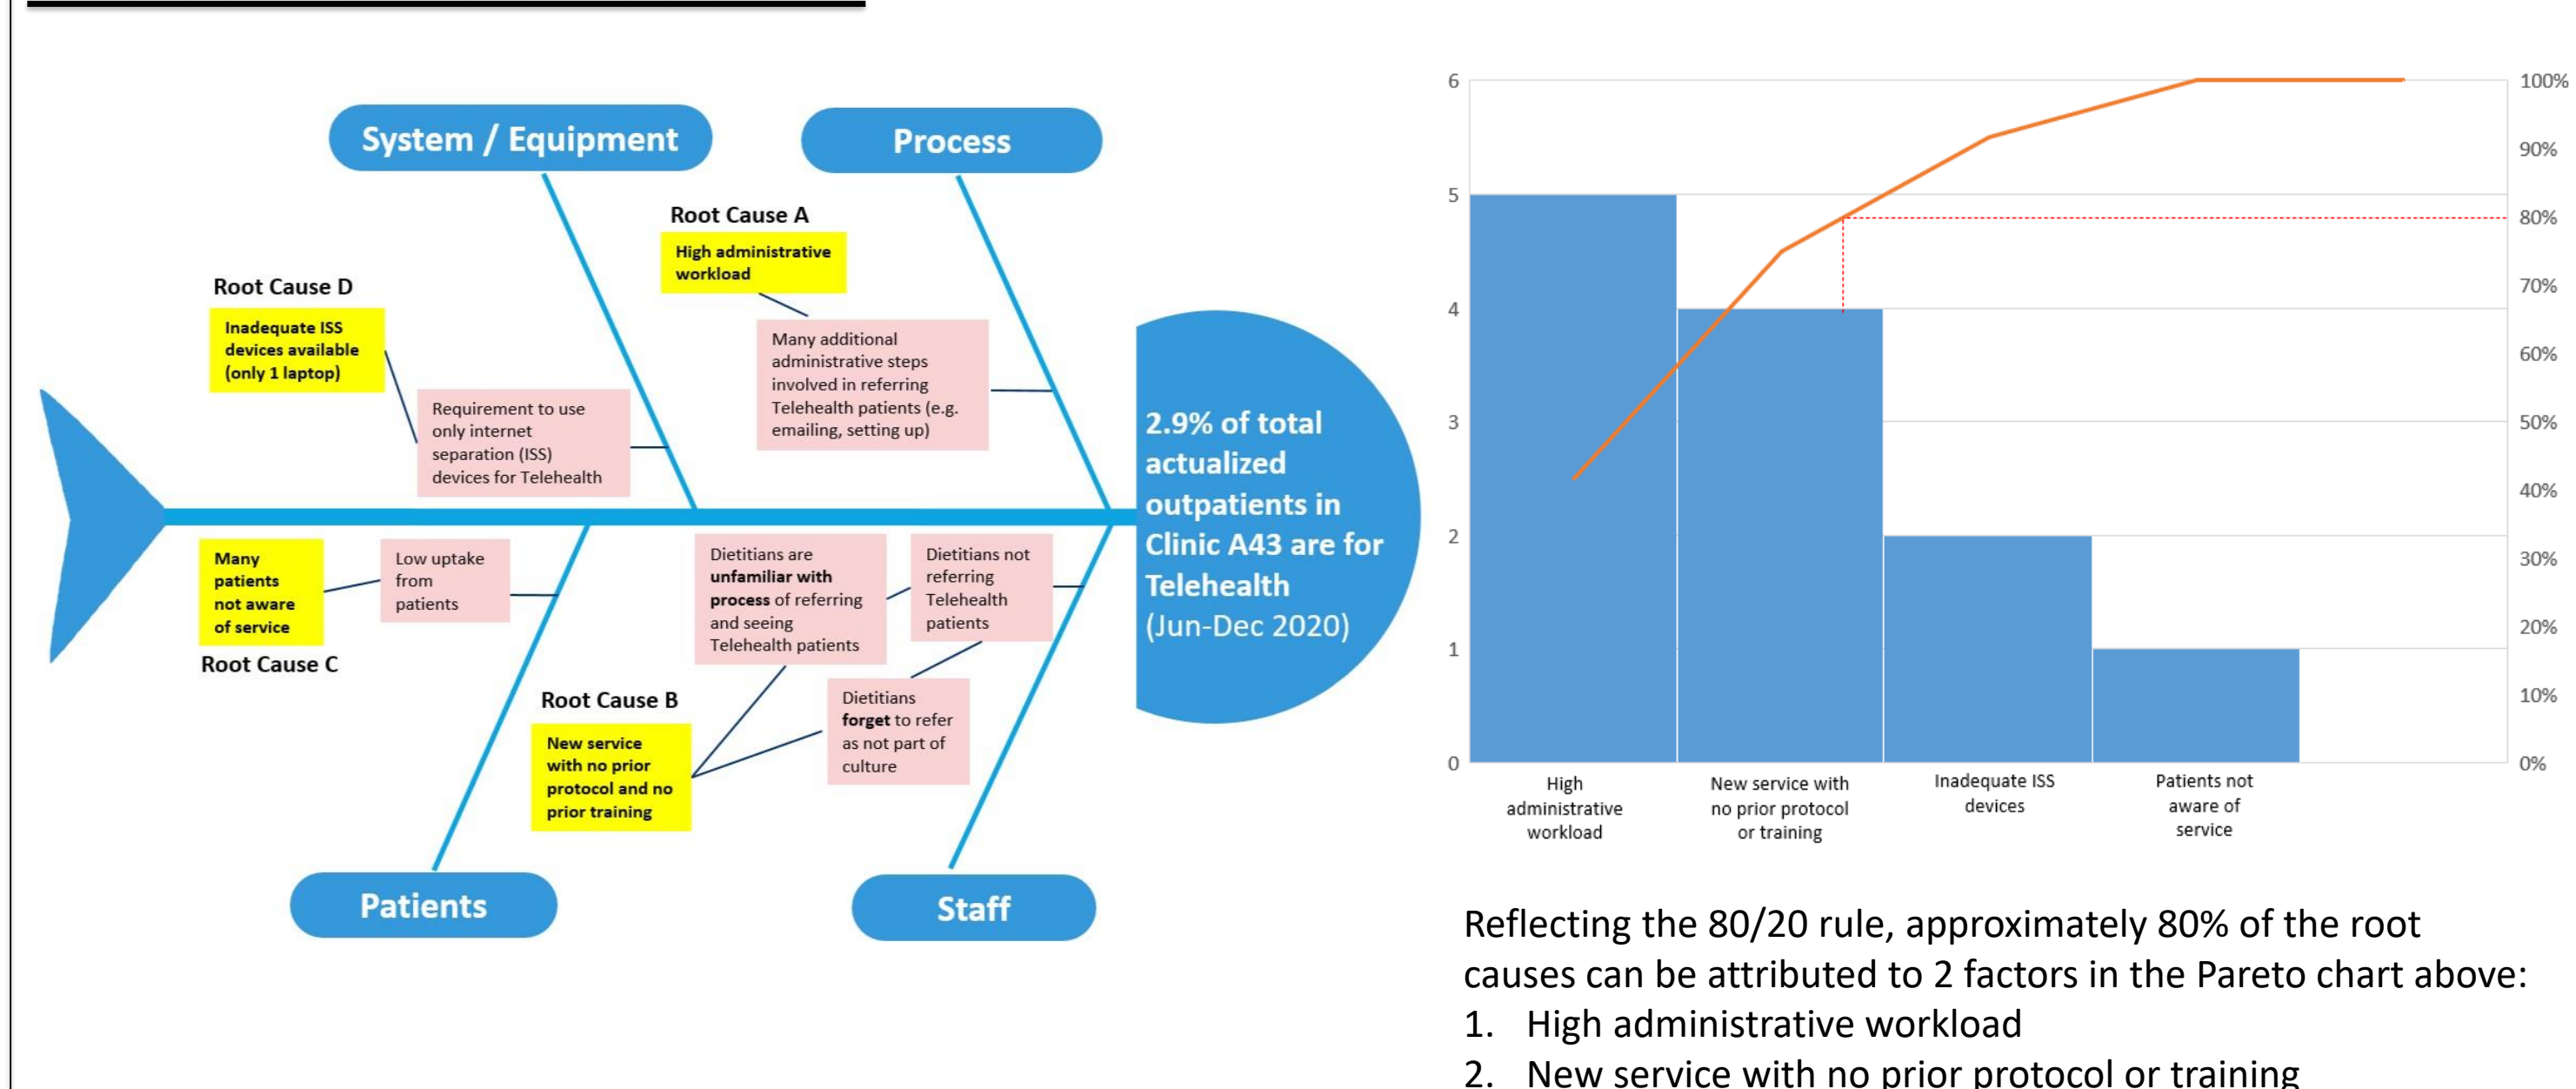 System / Equipment
Process
Root Cause A
High administrative
workload
Root Cause D
Inadequate ISS
devices available
(only 1 laptop)
Many additional
administrative steps
involved in referring
Telehealth patients (e.g.
emailing, setting up)
Requirement to use
only internet
separation (ISS)
devices for Telehealth
2.9% of total
actualized
outpatients in
Clinic A43 are for
Telehealth
(Jun-Dec 2020)
Many
patients
not aware
of service
Root Cause C
Low uptake
from
patients
Dietitians are
unfamiliar with
process of referring
and seeing
Telehealth patients
Dietitians not
referring
Telehealth
patients
Root Cause B
New service
with no prior
protocol and no
prior training
Dietitians
forget to refer
as not part of
culture
Patients
Staff
6
5
4
3
2
1
0
100%
90%
80%
70%
60%
50%
40%
30%
20%
10%
0%
High
administrative
workload
New service with
no prior protocol
or training
Inadequate ISS
devices
Patients not
aware of
service
Reflecting the 80/20 rule, approximately 80% of the root
causes can be attributed to 2 factors in the Pareto chart above:
1. High administrative workload
2. New service with no prior protocol or training